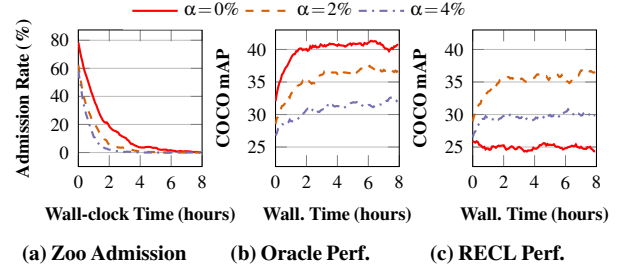 α=0% α=2% α=4%
Admission Rate (%)
80
60
40
20
0
0 2 4 6 8
Wall-clock Time (hours)
COCO mAP
40
35
30
25
0 2 4 6 8
Wall. Time (hours)
COCO mAP
40
35
30
25
0 2 4 6 8
Wall. Time (hours)
(a) Zoo Admission (b) Oracle Perf. (c) RECL Perf.